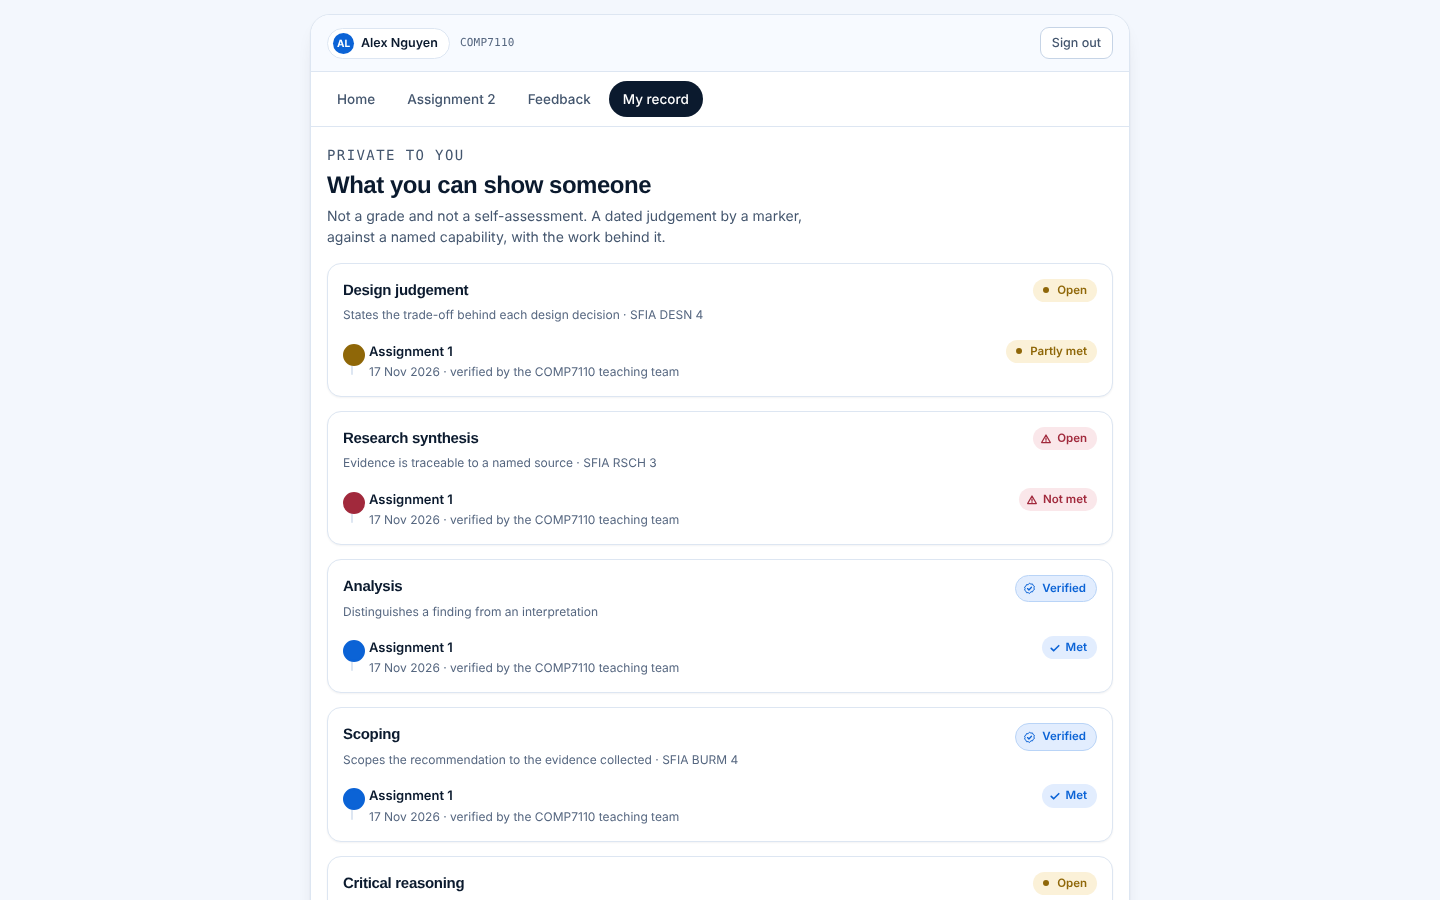 AL Alex Nguyen COMP7110 Sign out
Home Assignment 2 Feedback My record
PRIVATE TO YOU
What you can show someone
Not a grade and not a self-assessment. A dated judgement by a marker,
against a named capability, with the work behind it.
Design judgement Open
States the trade-off behind each design decision · SFIA DESN 4
Assignment 1 Partly met
17 Nov 2026 · verified by the COMP7110 teaching team
Research synthesis Open
Evidence is traceable to a named source · SFIA RSCH 3
Assignment 1 Not met
17 Nov 2026 · verified by the COMP7110 teaching team
Analysis Verified
Distinguishes a finding from an interpretation
Assignment 1 Met
17 Nov 2026 · verified by the COMP7110 teaching team
Scoping Verified
Scopes the recommendation to the evidence collected · SFIA BURM 4
Assignment 1 Met
17 Nov 2026 · verified by the COMP7110 teaching team
Critical reasoning Open